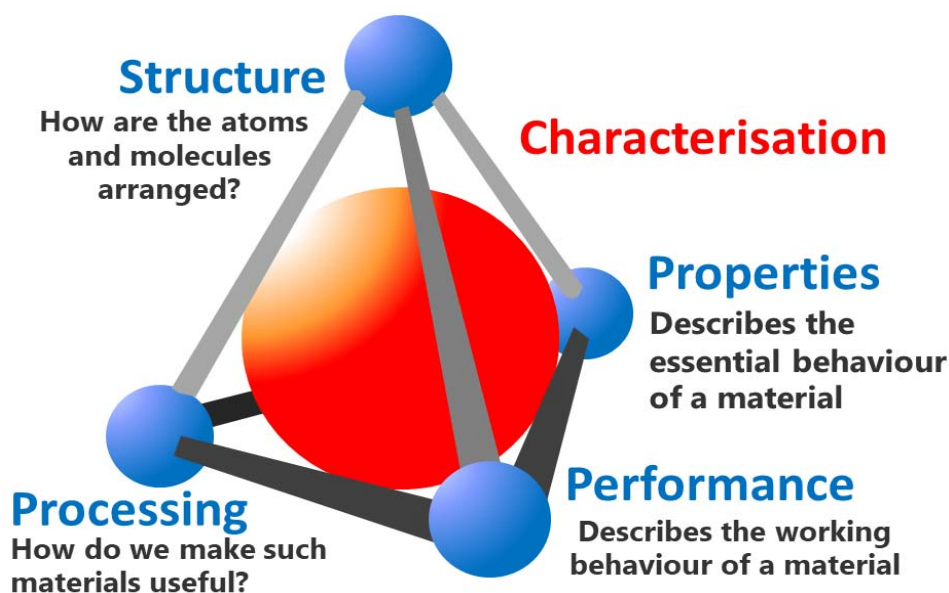 Structure
How are the atoms
and molecules
arranged?
Characterisation
Properties
Describes the
essential behaviour
of a material
Processing
How do we make such
materials useful?
Performance
Describes the working
behaviour of a material